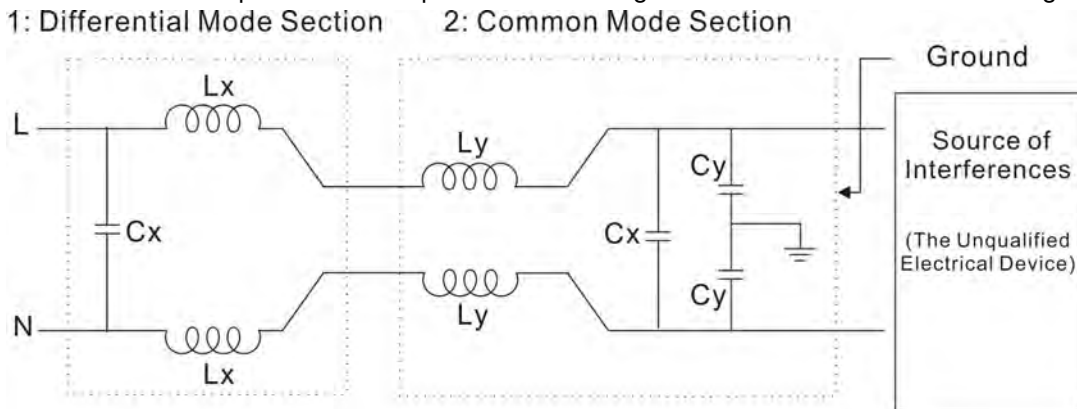 1: Differential Mode Section 2: Common Mode Section
Ground
Lx
L
Ly
Source of
Interferences
Cy
Cx
Cx
(The Unqualified
Electrical Device)
Cy
N
Ly
Lx